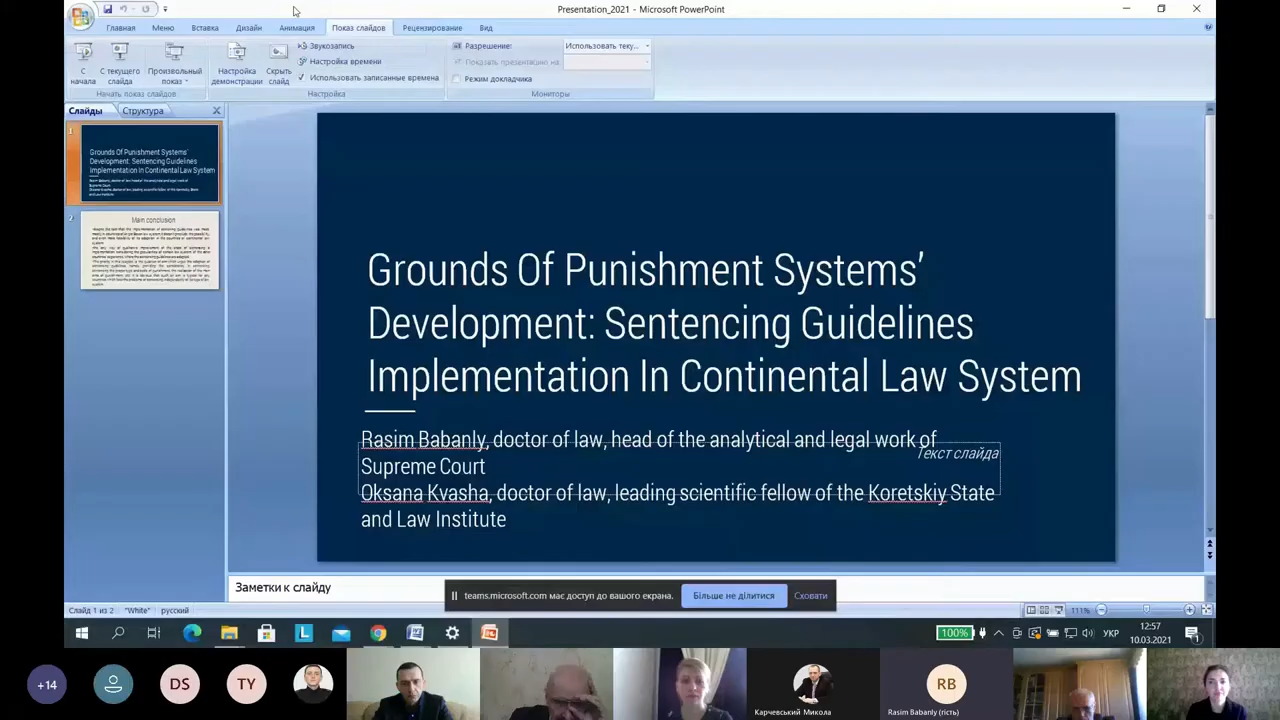 Presentation_2021 - Microsoft PowerPoint
Главная Меню Вставка Дизайн Анимация Показ слайдов Рецензирование Вид
С начала
С текущего слайда
Произвольный показ
Начать показ слайдов
Настройка демонстрации
Скрыть слайд
Звукозапись
Настройка времени
Использовать записанные времена
Настройка
Разрешение: Использовать теку...
Показать презентацию на:
Режим докладчика
Мониторы
Слайды Структура
1
Grounds Of Punishment Systems’
Development: Sentencing Guidelines
Implementation In Continental Law System
2
Main conclusion
Grounds Of Punishment Systems’
Development: Sentencing Guidelines
Implementation In Continental Law System
Rasim Babanly, doctor of law, head of the analytical and legal work of
Текст слайда
Supreme Court
Oksana Kvasha, doctor of law, leading scientific fellow of the Koretskiy State
and Law Institute
Заметки к слайду
teams.microsoft.com має доступ до вашого екрана. Більше не ділитися Сховати
Слайд 1 из 2 "White" русский 111%
100% УКР 12:57
10.03.2021 1
+14 DS TY Карчевський Микола RB Rasim Babanly (гість)